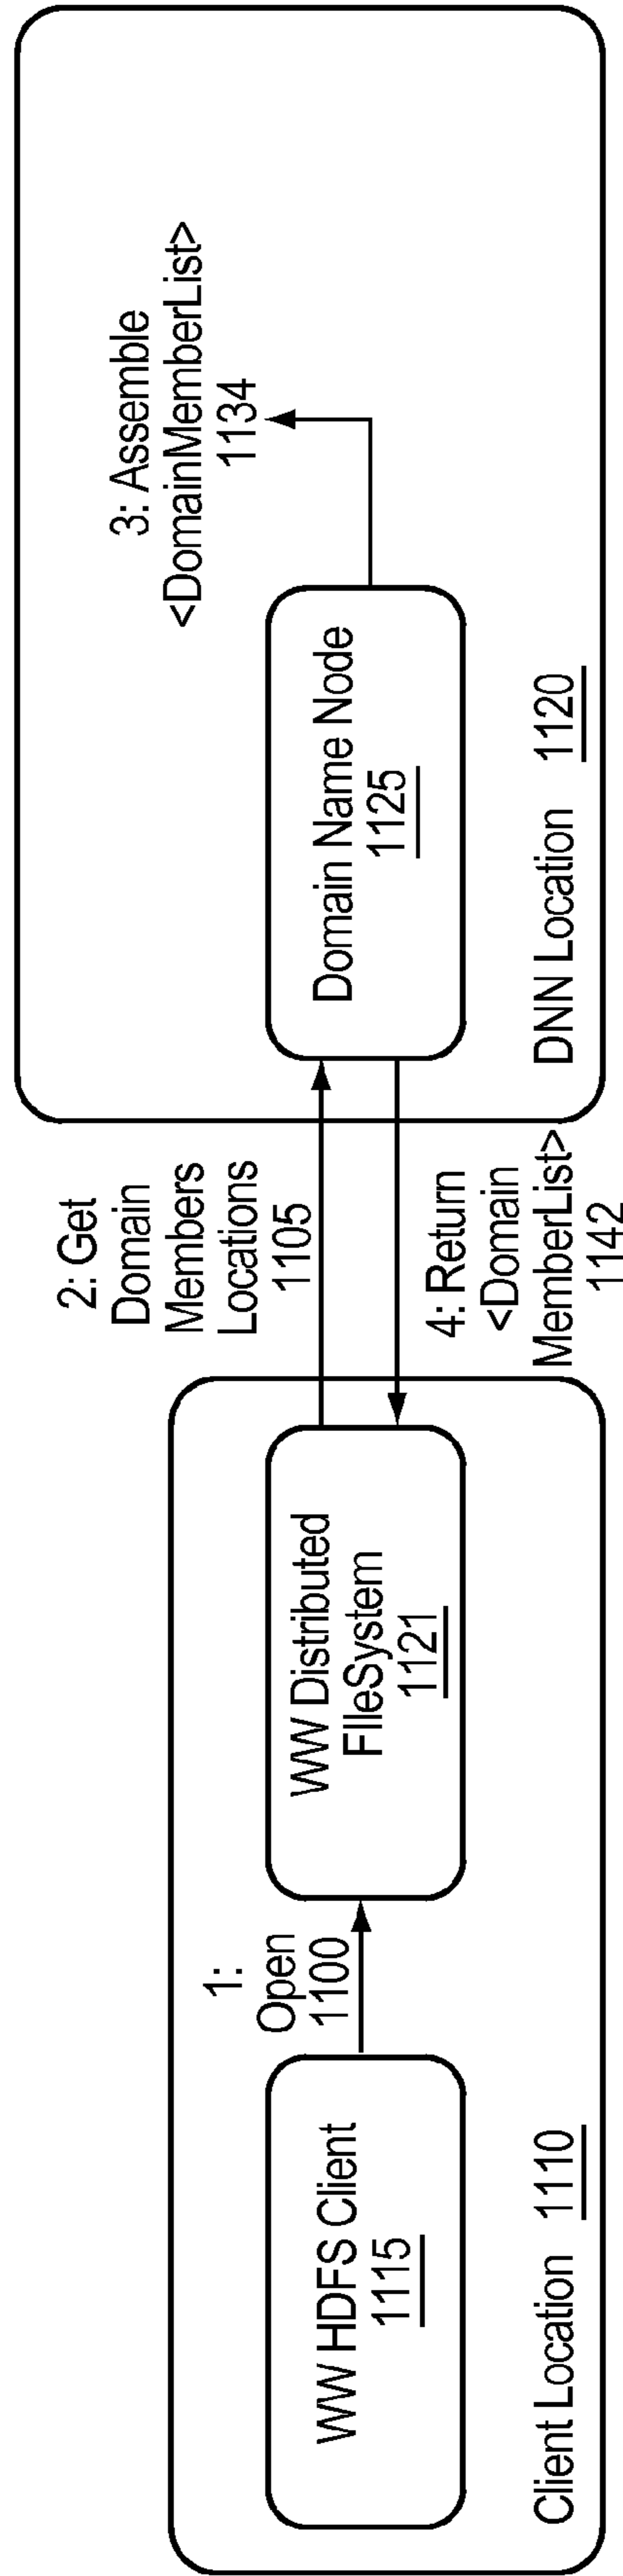 WW HDFS Client
1115
Client Location 1110
1:
Open
1100
WW Distributed
FIleSystem
1121
2: Get
Domain
Members
Locations
1105
4: Return
<Domain
MemberList>
1142
Domain Name Node
1125
DNN Location 1120
3: Assemble
<DomainMemberList>
1134